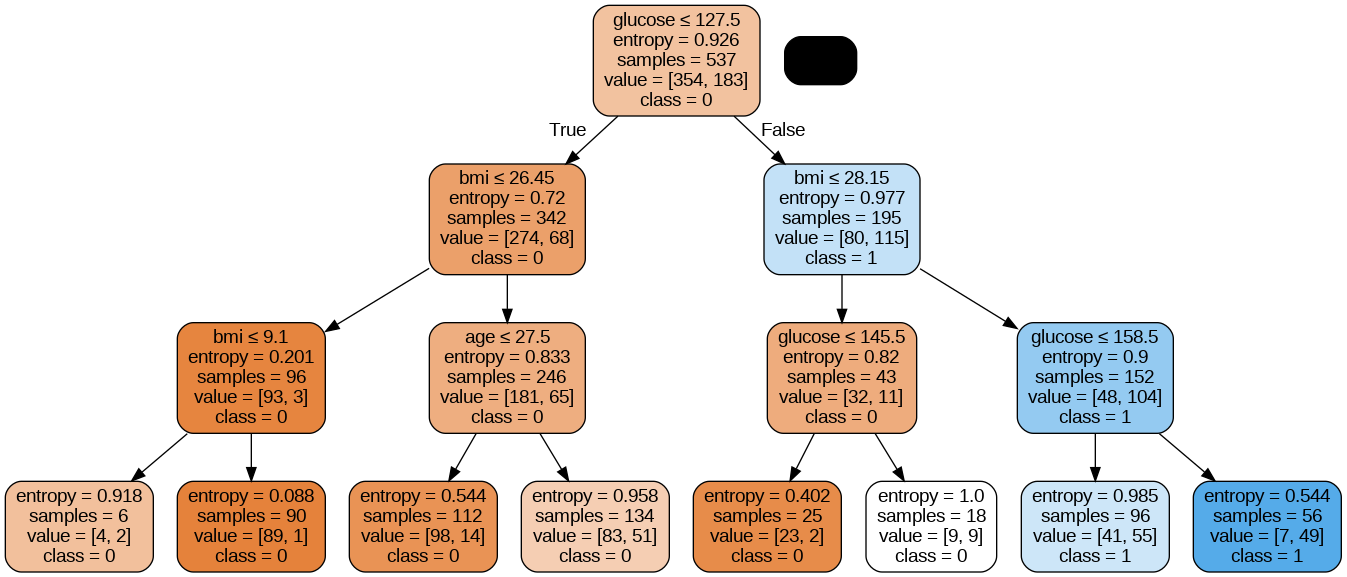 glucose ≤ 127.5
entropy = 0.926
samples = 537
value = [354, 183]
class = 0
True
False
bmi ≤ 26.45
entropy = 0.72
samples = 342
value = [274, 68]
class = 0
bmi ≤ 28.15
entropy = 0.977
samples = 195
value = [80, 115]
class = 1
bmi ≤ 9.1
entropy = 0.201
samples = 96
value = [93, 3]
class = 0
age ≤ 27.5
entropy = 0.833
samples = 246
value = [181, 65]
class = 0
glucose ≤ 145.5
entropy = 0.82
samples = 43
value = [32, 11]
class = 0
glucose ≤ 158.5
entropy = 0.9
samples = 152
value = [48, 104]
class = 1
entropy = 0.918
samples = 6
value = [4, 2]
class = 0
entropy = 0.088
samples = 90
value = [89, 1]
class = 0
entropy = 0.544
samples = 112
value = [98, 14]
class = 0
entropy = 0.958
samples = 134
value = [83, 51]
class = 0
entropy = 0.402
samples = 25
value = [23, 2]
class = 0
entropy = 1.0
samples = 18
value = [9, 9]
class = 0
entropy = 0.985
samples = 96
value = [41, 55]
class = 1
entropy = 0.544
samples = 56
value = [7, 49]
class = 1